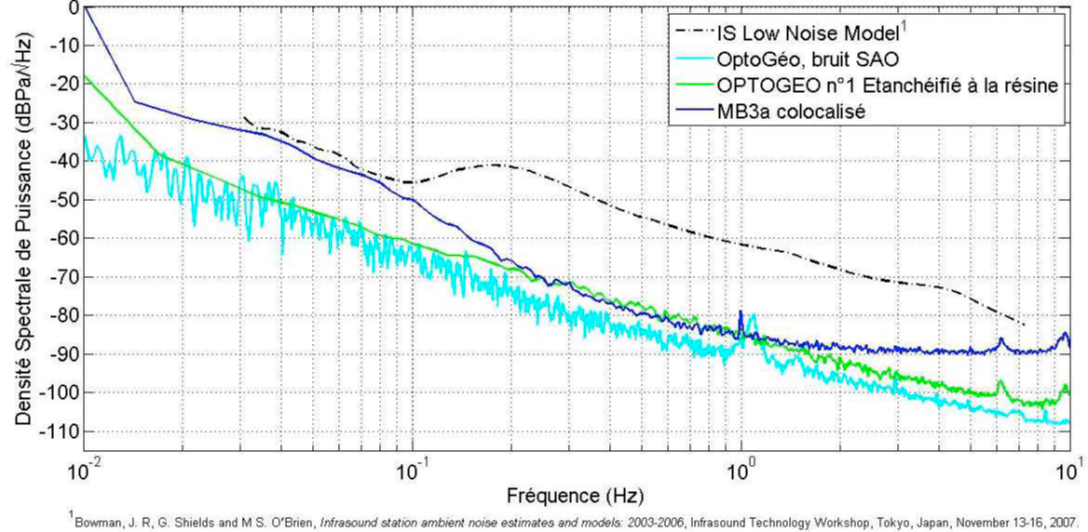 0
-10
-20
-30
-40
-50
-60
-70
-80
-90
-100
-110
Densité Spectrale de Puissance (dBPa/√Hz)
IS Low Noise Model¹
OptoGéo, bruit SAO
OPTOGEO n°1 Etanchéifié à la résine
MB3a colocalisé
10⁻² 10⁻¹ 10⁰ 10¹
Fréquence (Hz)
¹Bowman, J. R, G. Shields and M S. O'Brien, Infrasound station ambient noise estimates and models: 2003-2006, Infrasound Technology Workshop, Tokyo, Japan, November 13-16, 2007